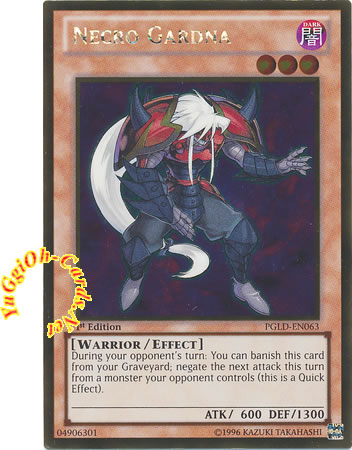 Necro Gardna
DARK
闇
YuGgiOh-Cards.Net
1st Edition
PGLD-EN063
[WARRIOR / EFFECT]
During your opponent's turn: You can banish this card
from your Graveyard; negate the next attack this turn
from a monster your opponent controls (this is a Quick
Effect).
ATK/ 600 DEF/1300
04906301
©1996 KAZUKI TAKAHASHI